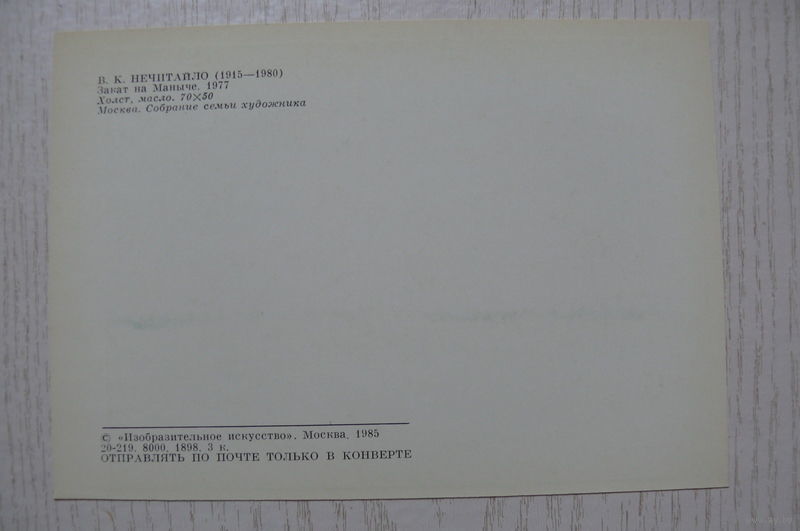 В. К. НЕЧИТАЙЛО (1915—1980)
Закат на Маныче. 1977
Холст, масло. 70×50
Москва. Собрание семьи художника
© «Изобразительное искусство». Москва. 1985
20-219. 8000. 1898. 3 к.
ОТПРАВЛЯТЬ ПО ПОЧТЕ ТОЛЬКО В КОНВЕРТЕ